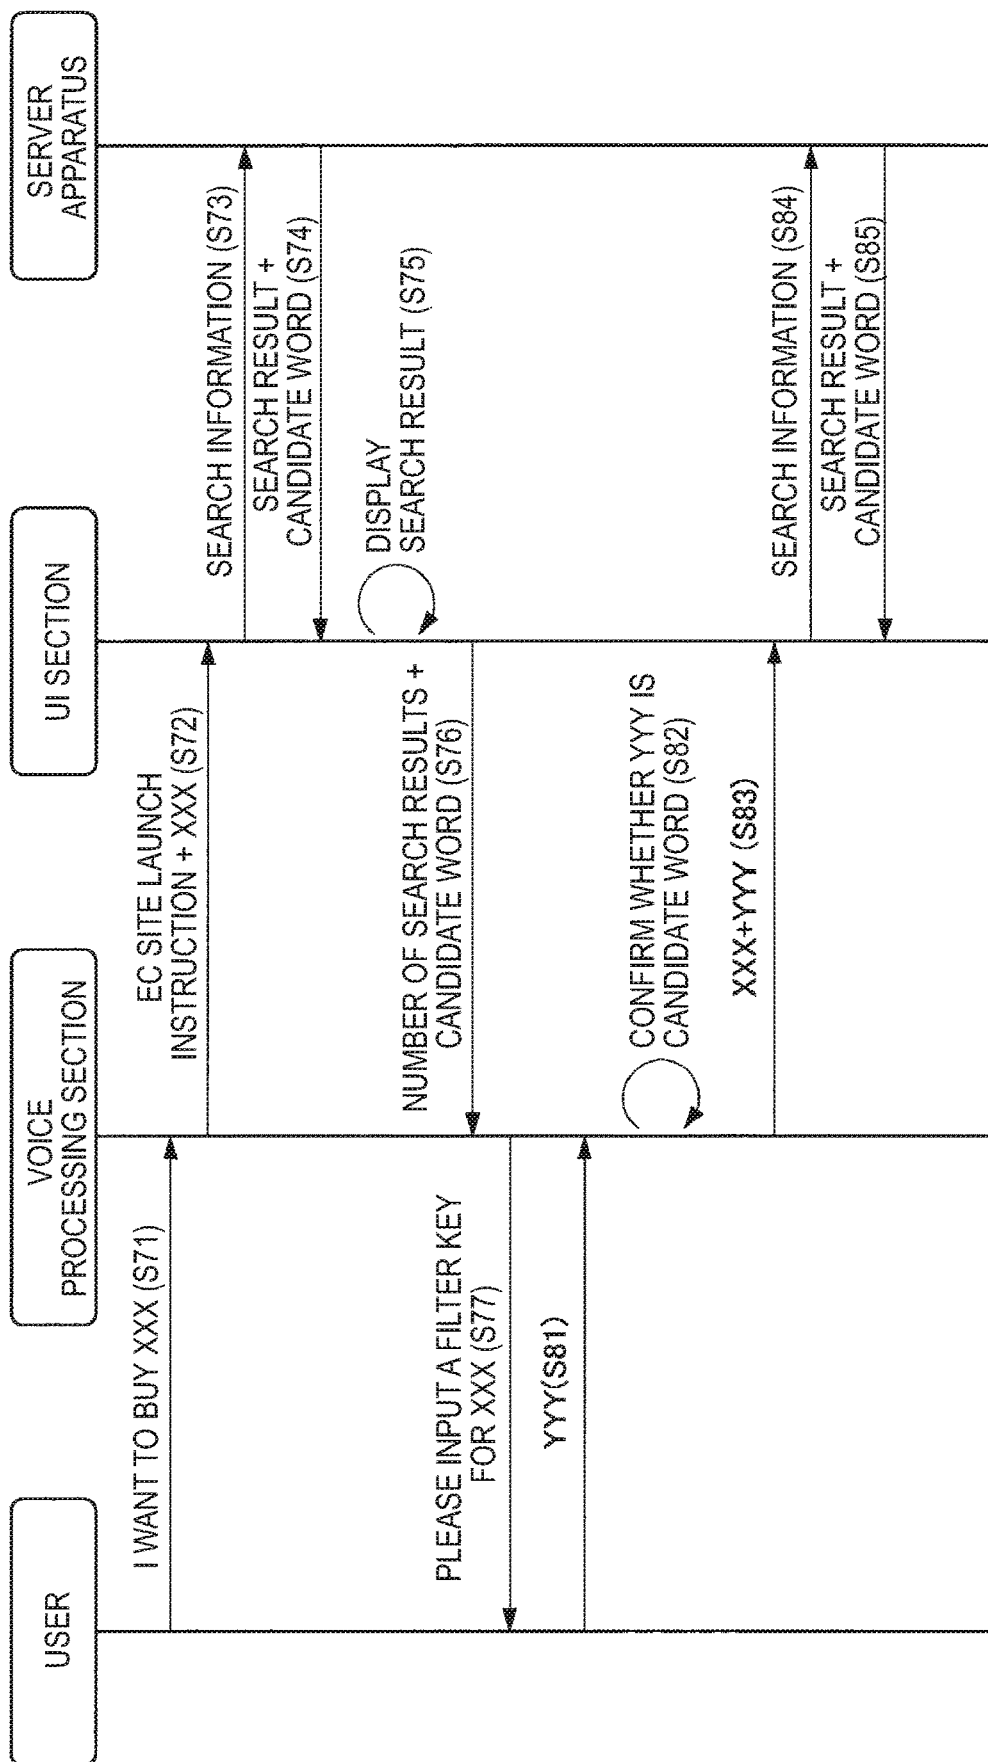 USER
VOICE
PROCESSING SECTION
UI SECTION
SERVER
APPARATUS
I WANT TO BUY XXX (S71)
EC SITE LAUNCH
INSTRUCTION + XXX (S72)
SEARCH INFORMATION (S73)
SEARCH RESULT +
CANDIDATE WORD (S74)
DISPLAY
SEARCH RESULT (S75)
NUMBER OF SEARCH RESULTS +
CANDIDATE WORD (S76)
PLEASE INPUT A FILTER KEY
FOR XXX (S77)
YYY(S81)
CONFIRM WHETHER YYY IS
CANDIDATE WORD (S82)
XXX+YYY (S83)
SEARCH INFORMATION (S84)
SEARCH RESULT +
CANDIDATE WORD (S85)